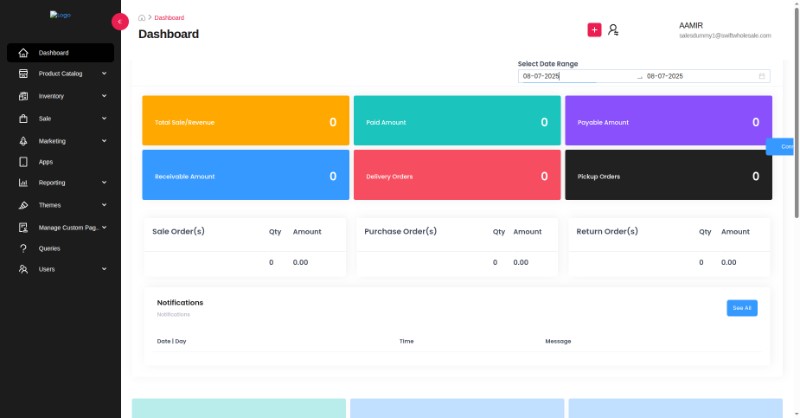 Logo
Dashboard
Product Catalog
Inventory
Sale
Marketing
Apps
Reporting
Themes
Manage Custom Pag..
Queries
Users
Dashboard
Dashboard
AAMIR
salesdummy1@swiftwholesale.com
Select Date Range
08-07-2025 → 08-07-2025
Total Sale/Revenue 0
Paid Amount 0
Payable Amount 0
Receivable Amount 0
Delivery Orders 0
Pickup Orders 0
Sale Order(s) Qty Amount
0 0.00
Purchase Order(s) Qty Amount
0 0.00
Return Order(s) Qty Amount
0 0.00
Notifications
Notifications
See All
Date | Day Time Message